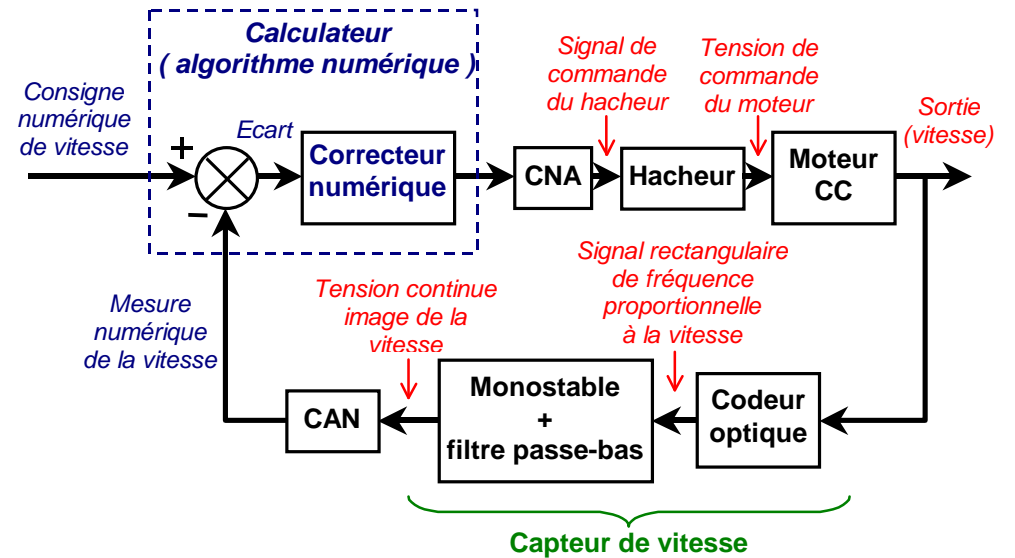 Calculateur
( algorithme numérique )
Consigne
numérique
de vitesse
+
−
Ecart
Correcteur
numérique
CNA
Signal de
commande
du hacheur
Hacheur
Tension de
commande
du moteur
Moteur
CC
Sortie
(vitesse)
Mesure
numérique
de la vitesse
CAN
Tension continue
image de la
vitesse
Monostable
+
filtre passe-bas
Signal rectangulaire
de fréquence
proportionnelle
à la vitesse
Codeur
optique
Capteur de vitesse